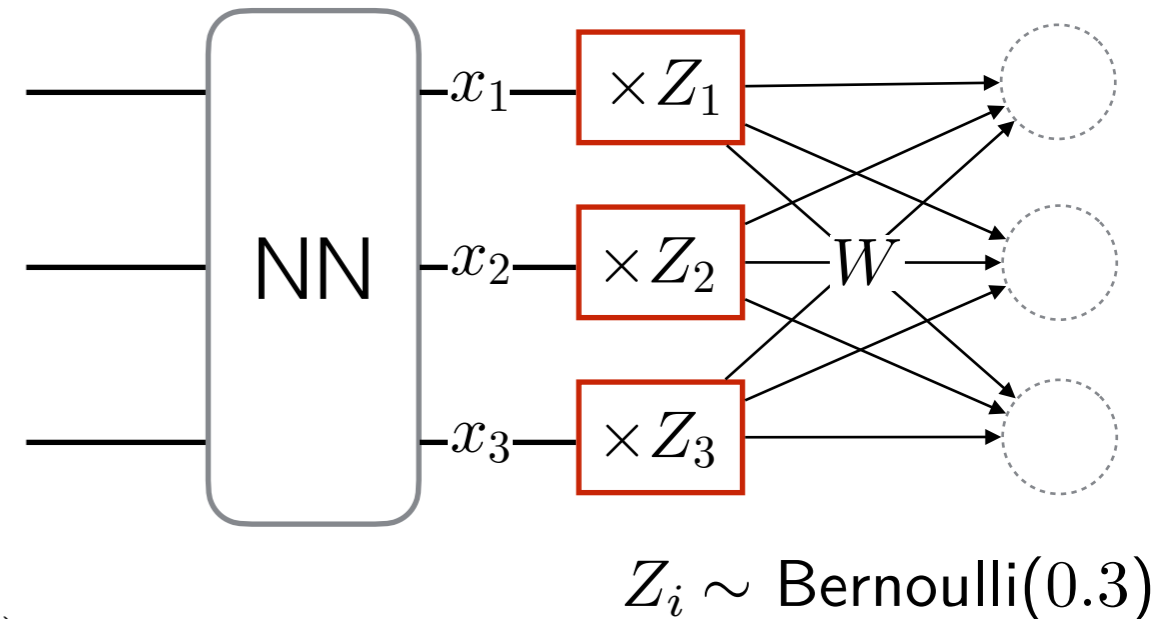 x₁ ×Z₁
NN x₂ ×Z₂ W
x₃ ×Z₃
Zᵢ ∼ Bernoulli(0.3)